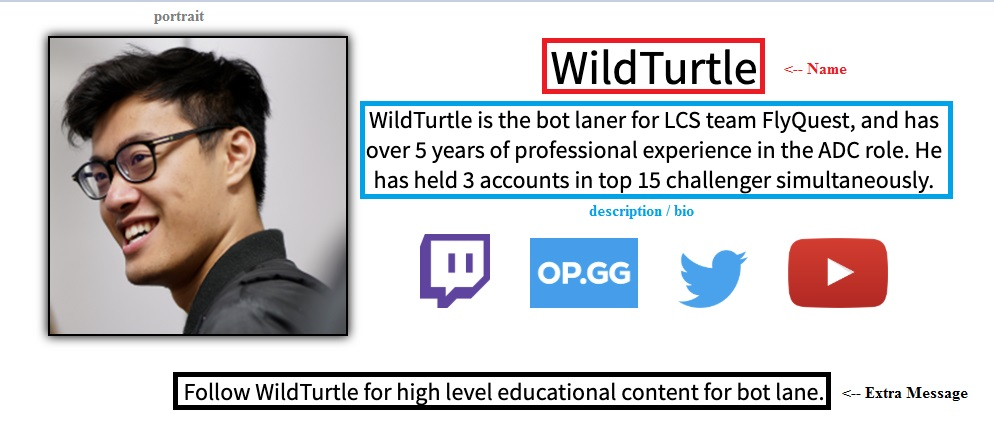 portrait
WildTurtle
<-- Name
WildTurtle is the bot laner for LCS team FlyQuest, and has
over 5 years of professional experience in the ADC role. He
has held 3 accounts in top 15 challenger simultaneously.
description / bio
OP.GG
Follow WildTurtle for high level educational content for bot lane.
<-- Extra Message